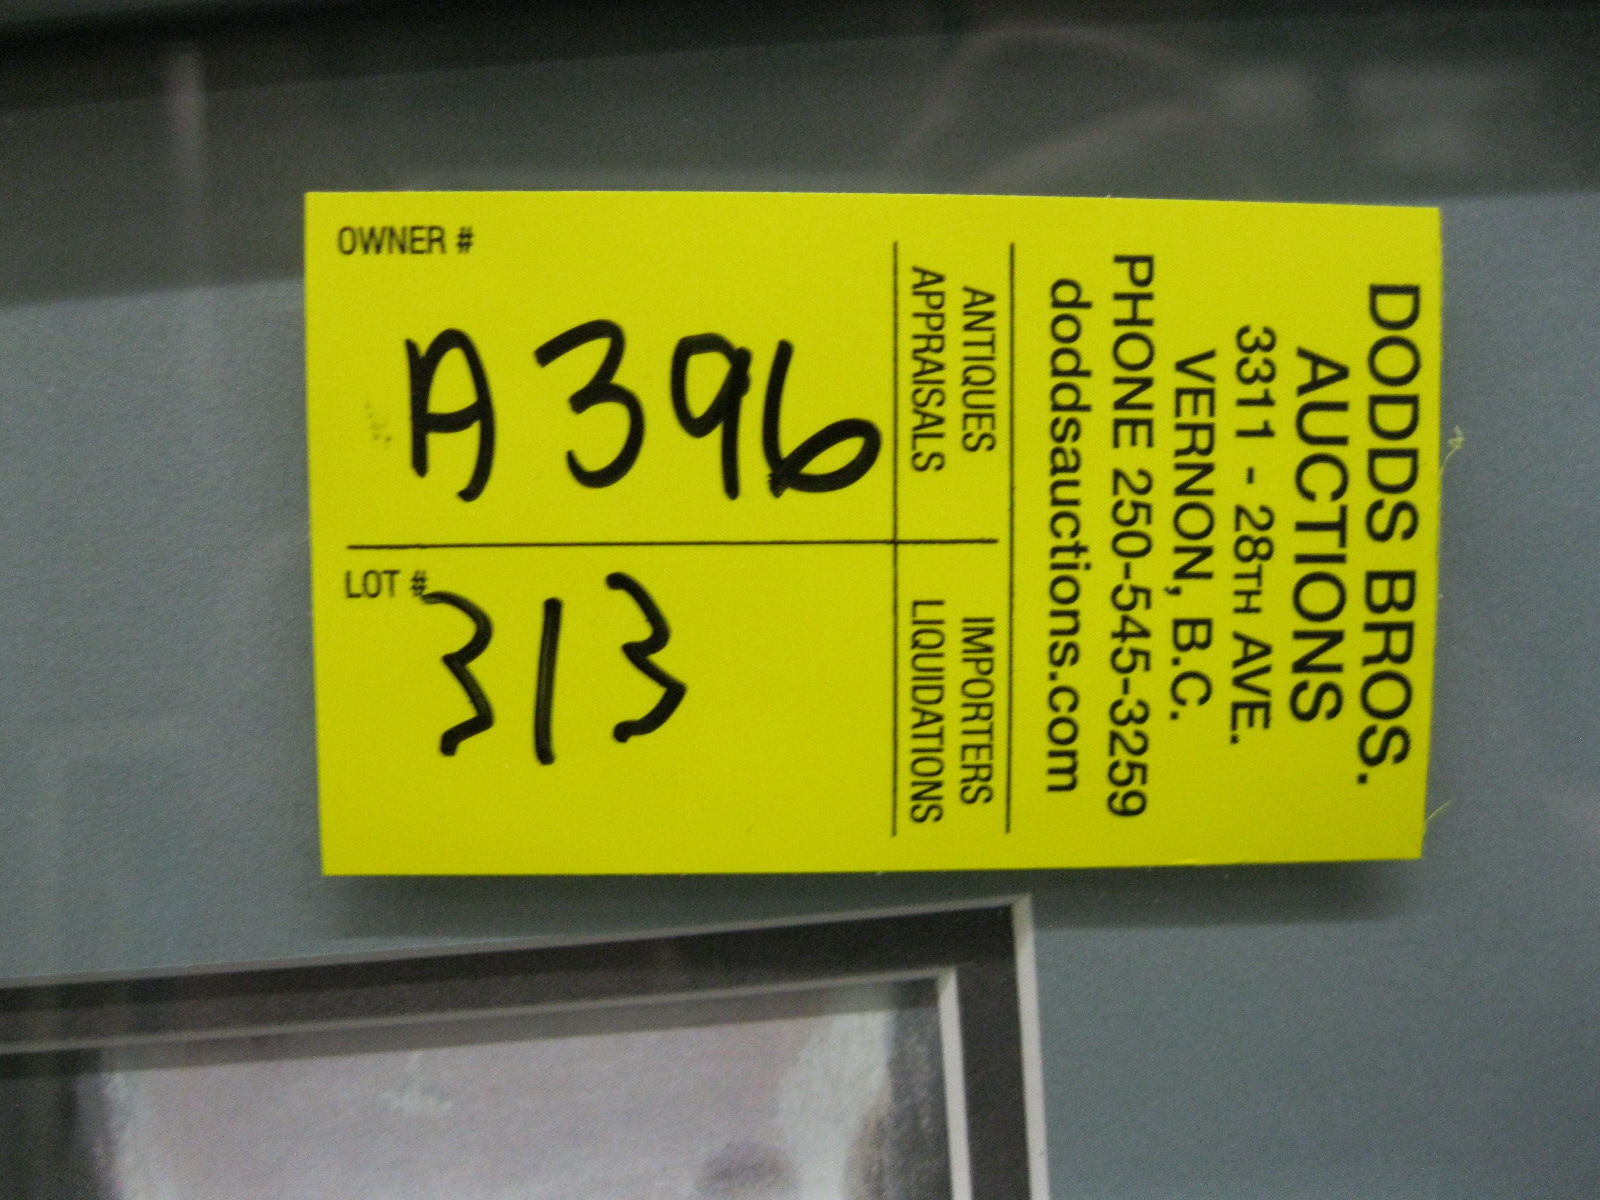 DODDS BROS.
AUCTIONS
3311 - 28TH AVE.
VERNON, B.C.
PHONE 250-545-3259
doddsauctions.com
ANTIQUES
APPRAISALS
IMPORTERS
LIQUIDATIONS
OWNER #
A396
LOT #
313